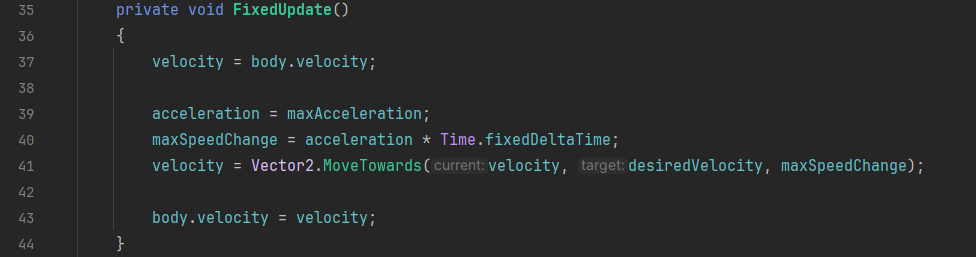 35 private void FixedUpdate()
36 {
37 velocity = body.velocity;
38
39 acceleration = maxAcceleration;
40 maxSpeedChange = acceleration * Time.fixedDeltaTime;
41 velocity = Vector2.MoveTowards(current:velocity, target:desiredVelocity, maxSpeedChange);
42
43 body.velocity = velocity;
44 }